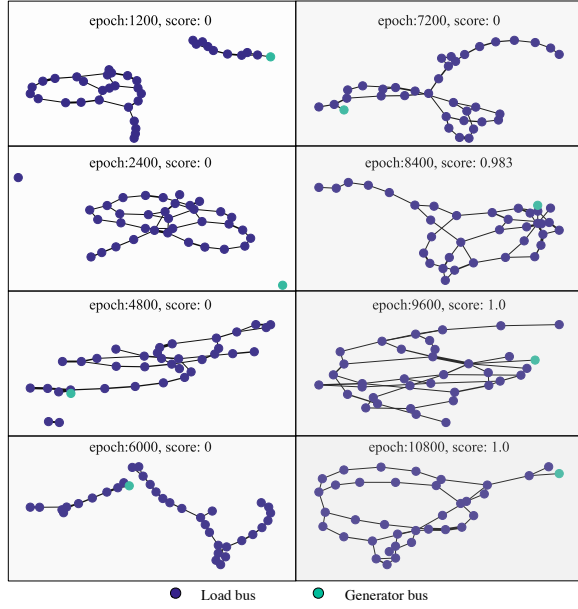 epoch:1200, score: 0
epoch:7200, score: 0
epoch:2400, score: 0
epoch:8400, score: 0.983
epoch:4800, score: 0
epoch:9600, score: 1.0
epoch:6000, score: 0
epoch:10800, score: 1.0
Load bus
Generator bus